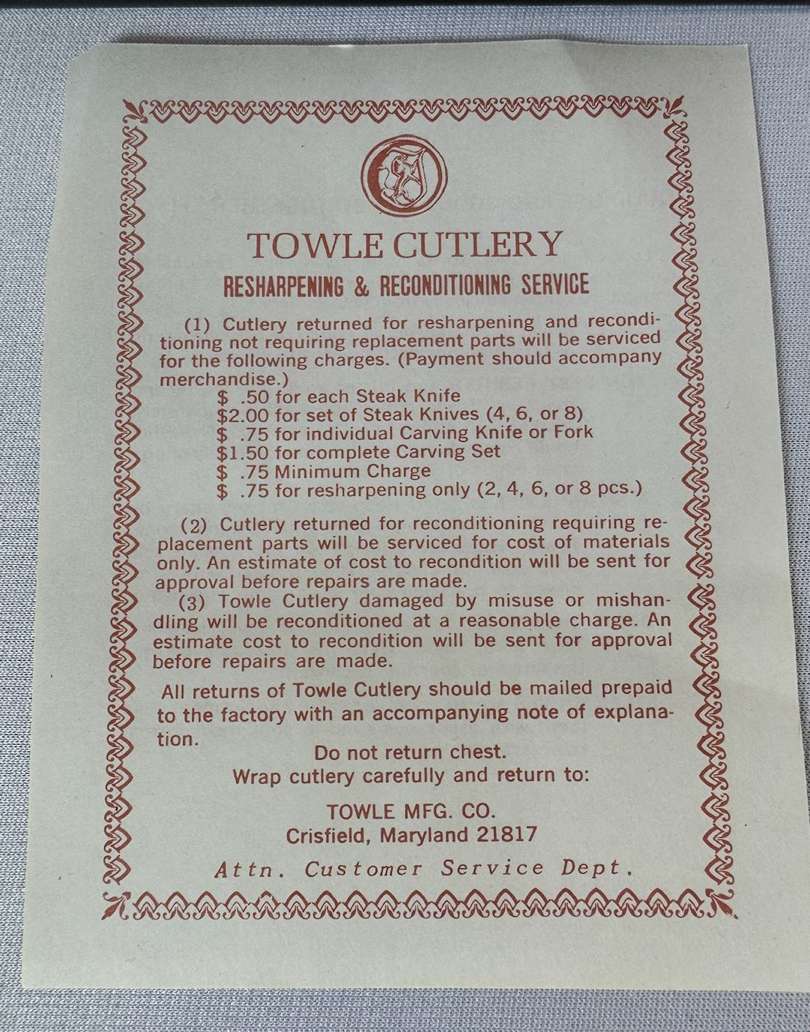 TOWLE CUTLERY
RESHARPENING & RECONDITIONING SERVICE
(1) Cutlery returned for resharpening and recondi-
tioning not requiring replacement parts will be serviced
for the following charges. (Payment should accompany
merchandise.)
$ .50 for each Steak Knife
$2.00 for set of Steak Knives (4, 6, or 8)
$ .75 for individual Carving Knife or Fork
$1.50 for complete Carving Set
$ .75 Minimum Charge
$ .75 for resharpening only (2, 4, 6, or 8 pcs.)
(2) Cutlery returned for reconditioning requiring re-
placement parts will be serviced for cost of materials
only. An estimate of cost to recondition will be sent for
approval before repairs are made.
(3) Towle Cutlery damaged by misuse or mishan-
dling will be reconditioned at a reasonable charge. An
estimate cost to recondition will be sent for approval
before repairs are made.
All returns of Towle Cutlery should be mailed prepaid
to the factory with an accompanying note of explana-
tion.
Do not return chest.
Wrap cutlery carefully and return to:
TOWLE MFG. CO.
Crisfield, Maryland 21817
Attn. Customer Service Dept.